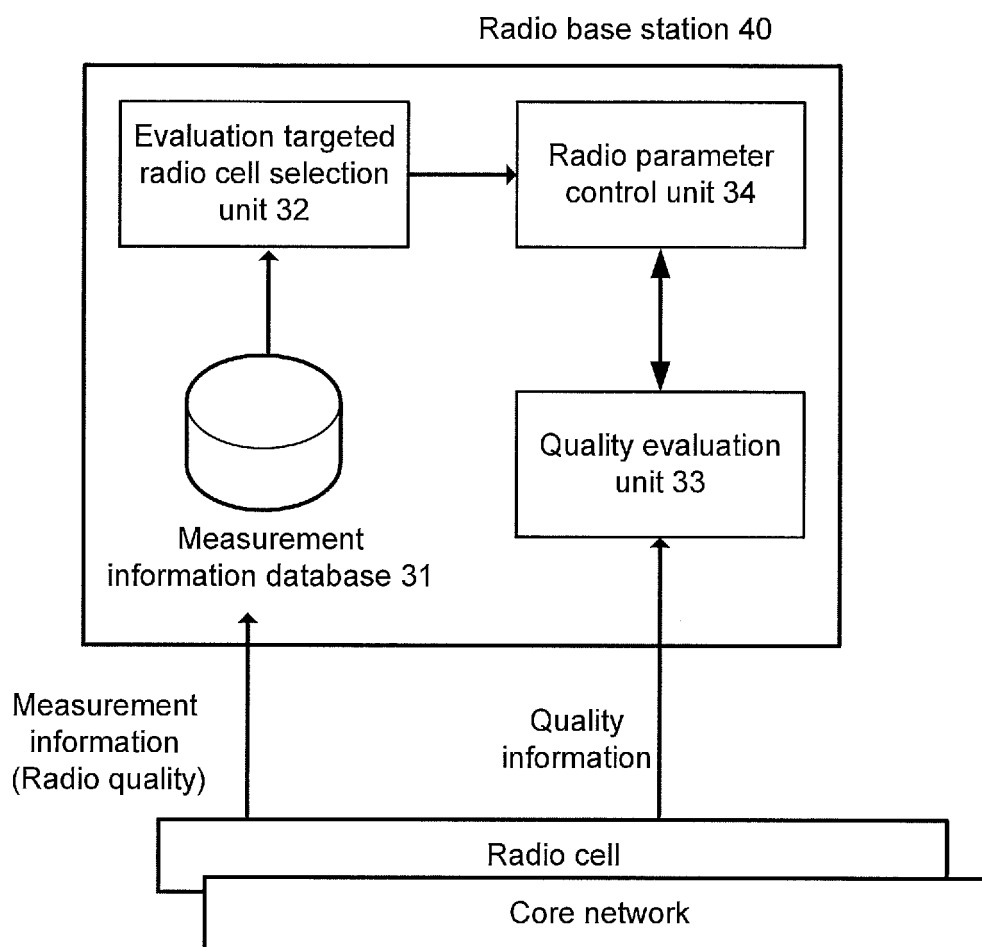 Radio base station 40
Evaluation targeted
radio cell selection
unit 32
Radio parameter
control unit 34
Quality evaluation
unit 33
Measurement
information database 31
Measurement
information
(Radio quality)
Quality
information
Radio cell
Core network